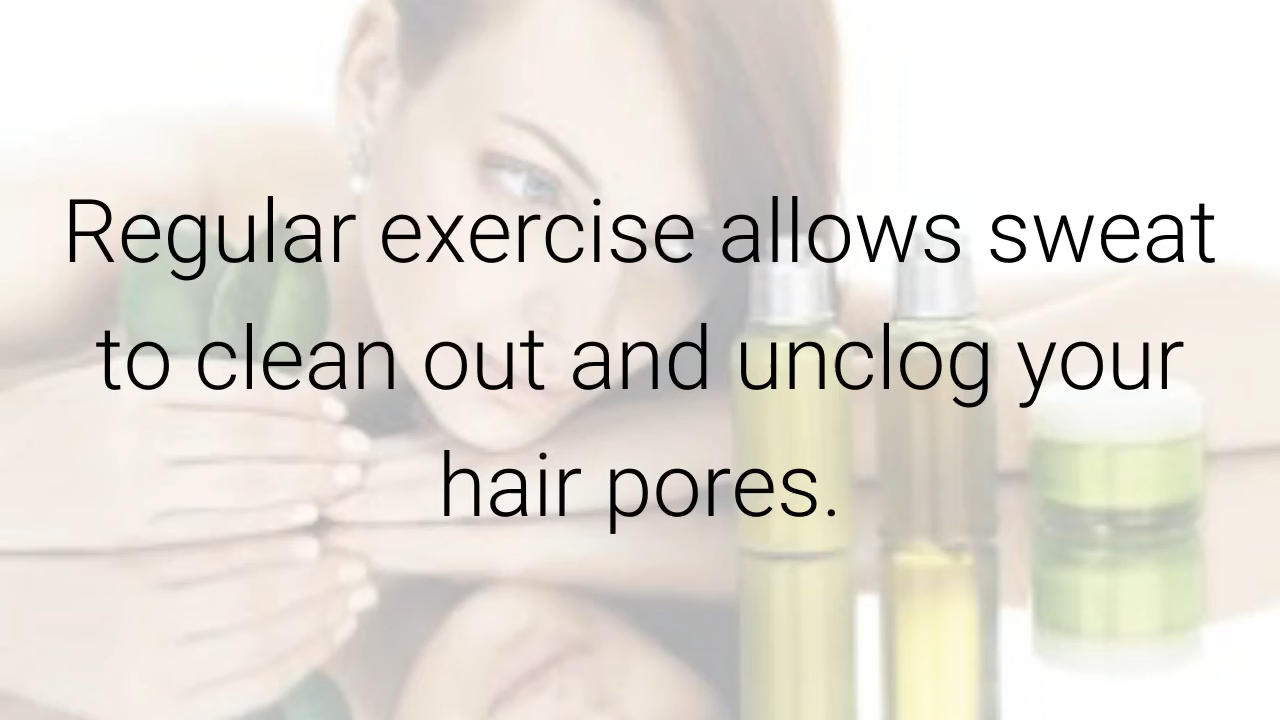 Regular exercise allows sweat
to clean out and unclog your
hair pores.